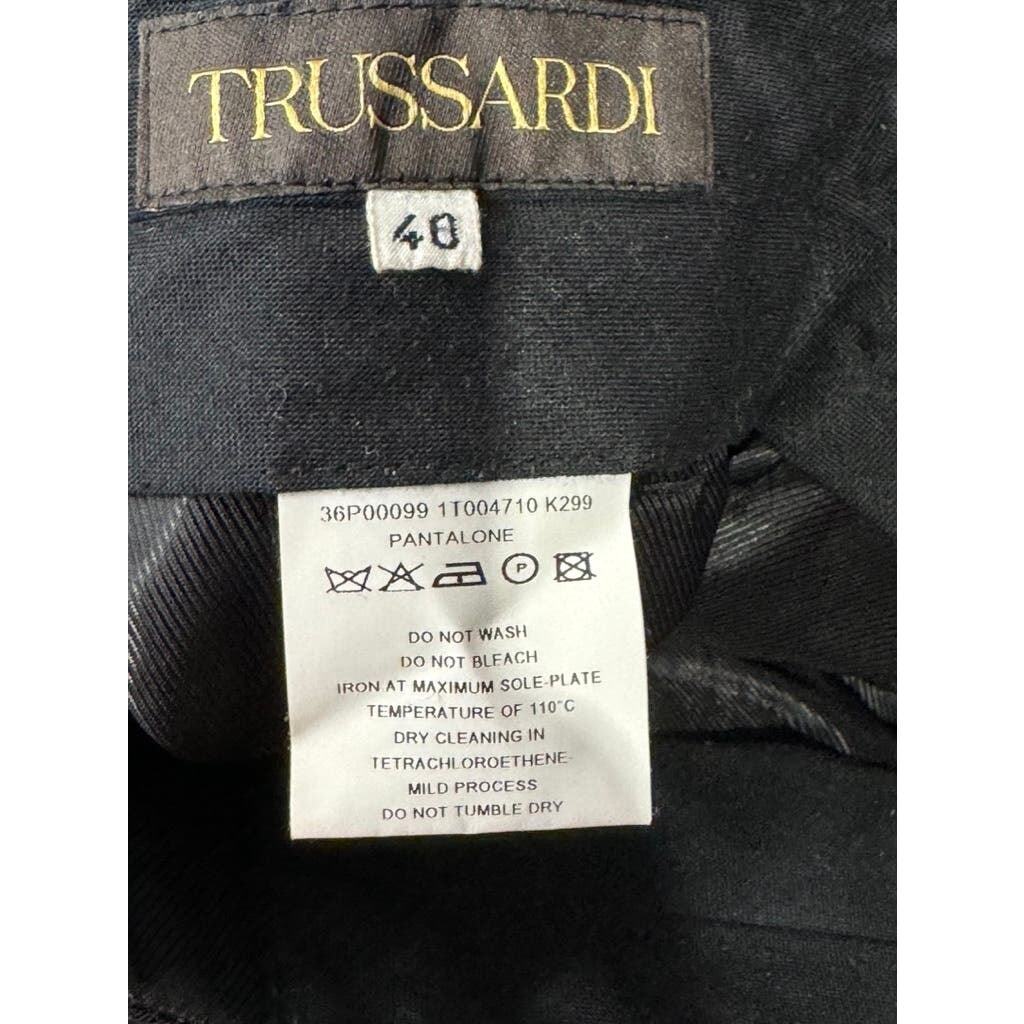 TRUSSARDI
48
36P00099 1T004710 K299
PANTALONE
P
DO NOT WASH
DO NOT BLEACH
IRON AT MAXIMUM SOLE-PLATE
TEMPERATURE OF 110°C
DRY CLEANING IN
TETRACHLOROETHENE-
MILD PROCESS
DO NOT TUMBLE DRY